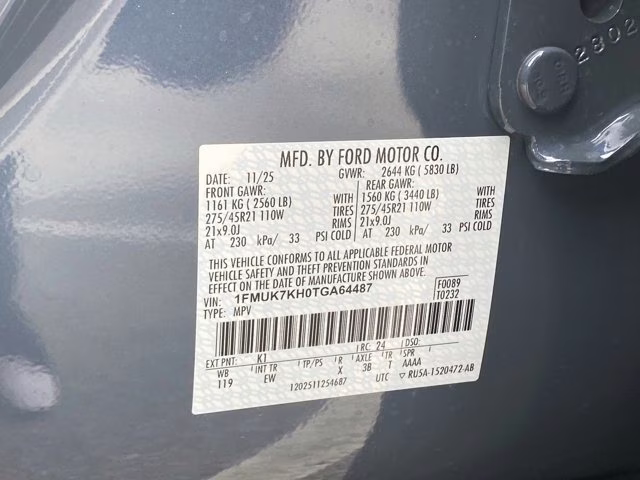 2802
MFD. BY FORD MOTOR CO.
DATE: 11/25 GVWR: 2644 KG ( 5830 LB)
FRONT GAWR: REAR GAWR:
1161 KG ( 2560 LB) WITH 1560 KG ( 3440 LB) WITH
275/45R21 110W TIRES 275/45R21 110W TIRES
21x9.0J RIMS 21x9.0J RIMS
AT 230 kPa/ 33 PSI COLD AT 230 kPa/ 33 PSI COLD
THIS VEHICLE CONFORMS TO ALL APPLICABLE FEDERAL MOTOR
VEHICLE SAFETY AND THEFT PREVENTION STANDARDS IN
EFFECT ON THE DATE OF MANUFACTURE SHOWN ABOVE.
VIN: 1FMUK7KH0TGA64487 F0089
TYPE: MPV T0232
EXT PNT: K1 RC: 24 DSO:
WB INT TR TP/PS R AXLE TR SPR
119 EW X 3B T AAAA
1202511254687 UTC ▽ RU5A-1520472-AB